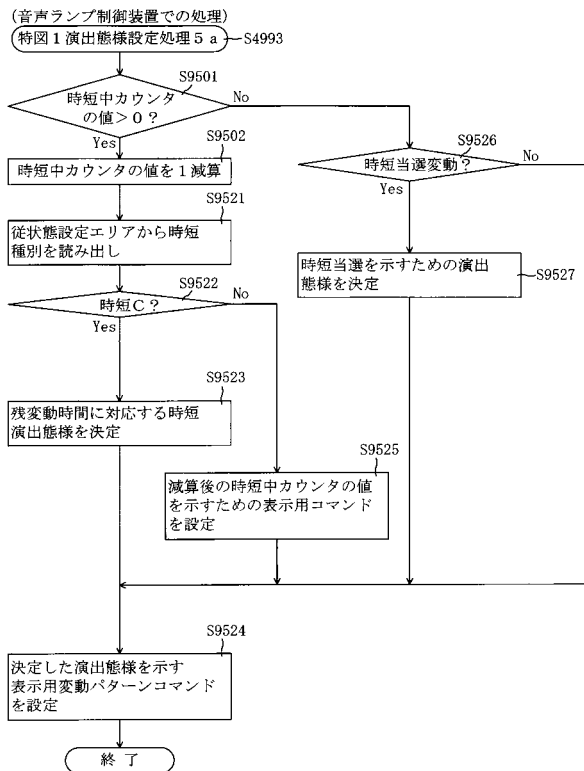 (音声ランプ制御装置での処理)
特図1演出態様設定処理5a
S4993
S9501
時短中カウンタ
の値>0?
No
Yes
S9502
時短中カウンタの値を1減算
S9521
従状態設定エリアから時短
種別を読み出し
S9522
時短C?
No
Yes
S9523
残変動時間に対応する時短
演出態様を決定
S9525
減算後の時短中カウンタの値
を示すための表示用コマンド
を設定
S9526
時短当選変動?
No
Yes
時短当選を示すための演出
態様を決定
S9527
S9524
決定した演出態様を示す
表示用変動パターンコマンド
を設定
終了